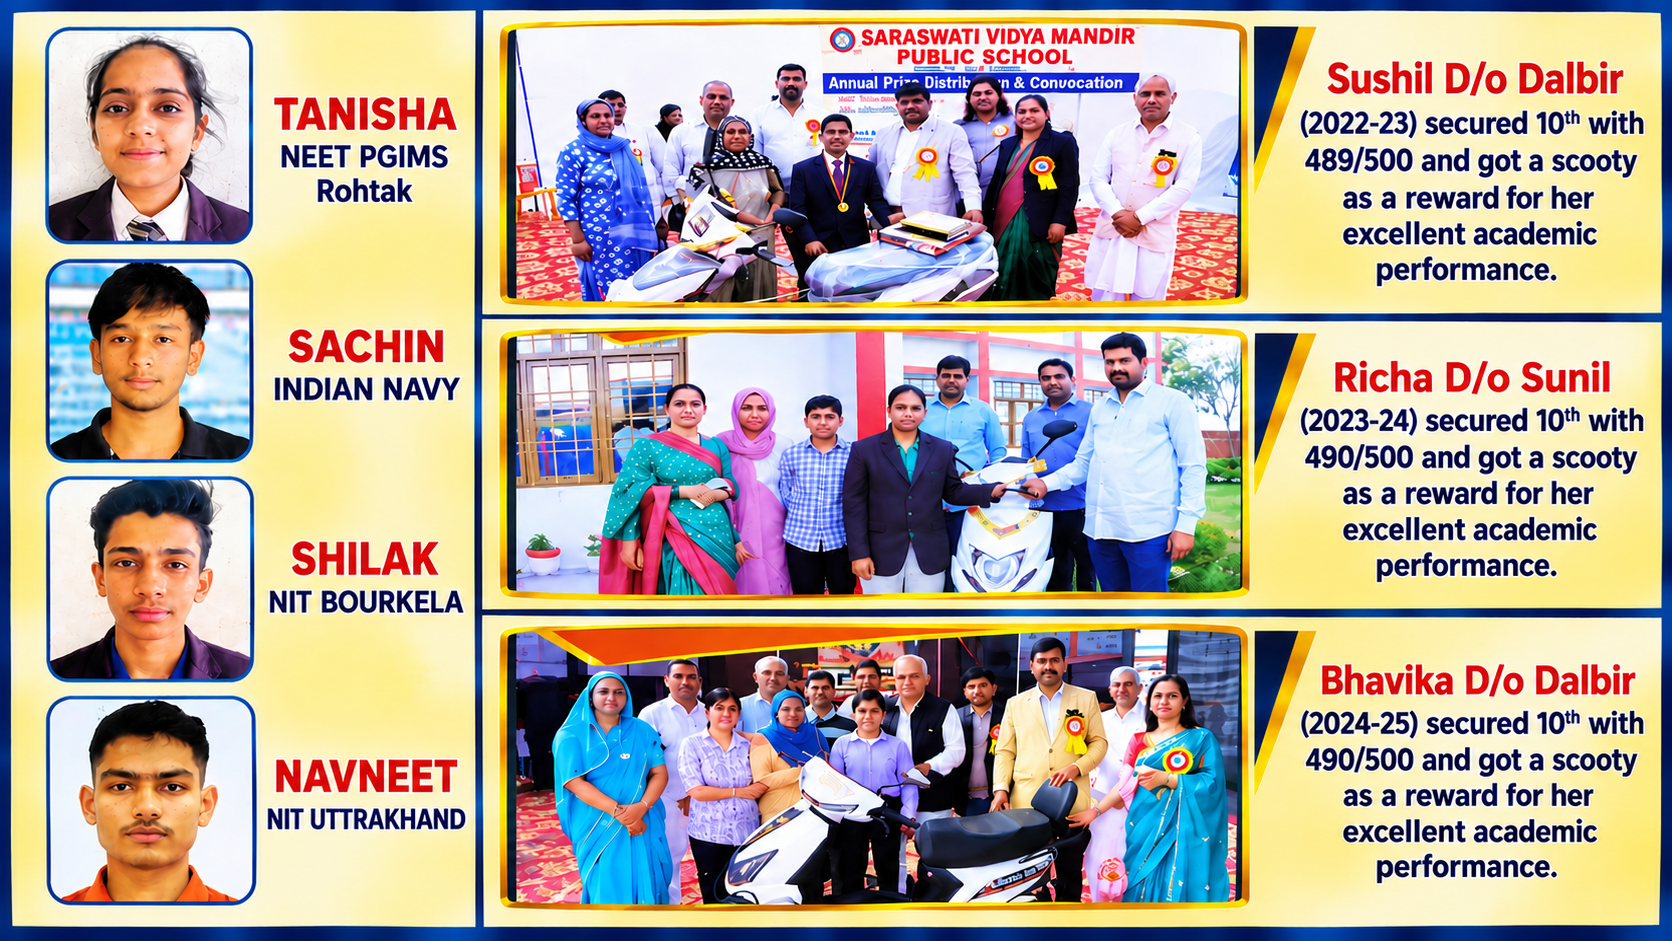 TANISHA
NEET PGIMS
Rohtak
SACHIN
INDIAN NAVY
SHILAK
NIT BOURKELA
NAVNEET
NIT UTTRAKHAND
SARASWATI VIDYA MANDIR
PUBLIC SCHOOL
Annual Prize Distribution & Convocation
Sushil D/o Dalbir
(2022-23) secured 10th with
489/500 and got a scooty
as a reward for her
excellent academic
performance.
Richa D/o Sunil
(2023-24) secured 10th with
490/500 and got a scooty
as a reward for her
excellent academic
performance.
Bhavika D/o Dalbir
(2024-25) secured 10th with
490/500 and got a scooty
as a reward for her
excellent academic
performance.